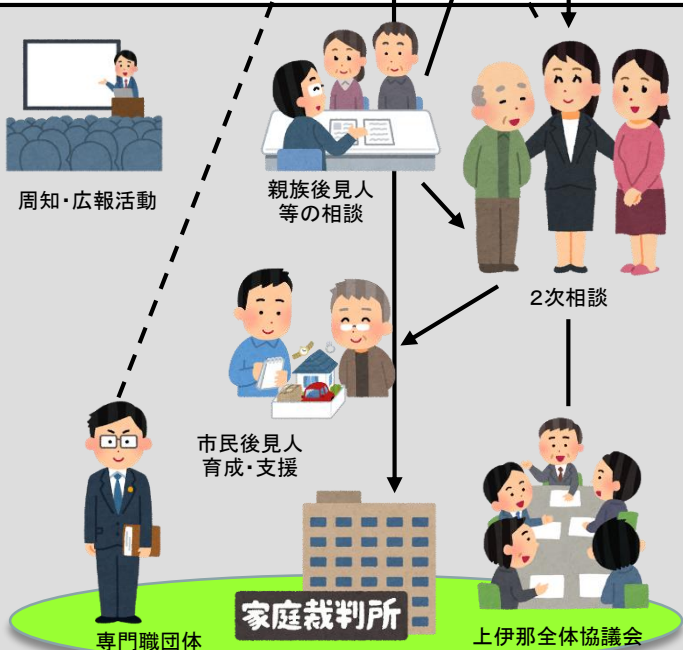 周知・広報活動
親族後見人
等の相談
2次相談
市民後見人
育成・支援
家庭裁判所
専門職団体
上伊那全体協議会